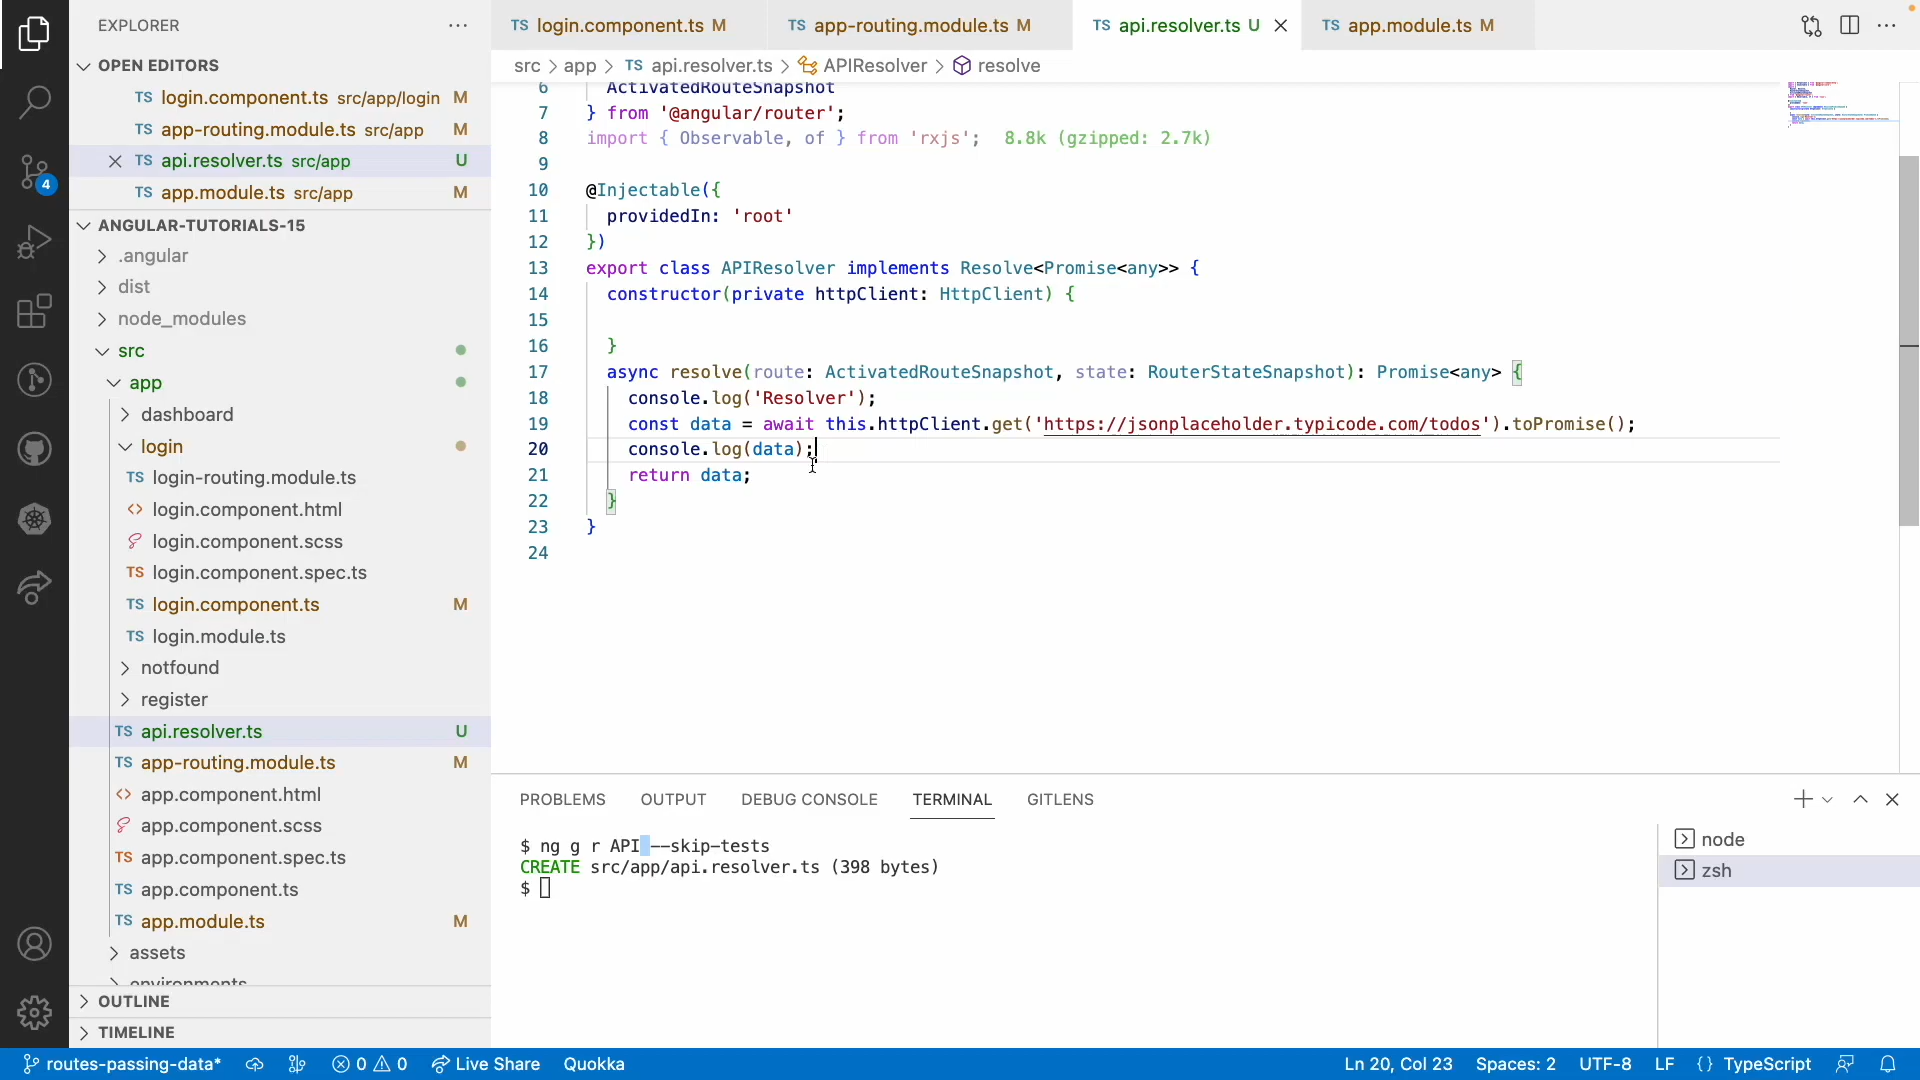 EXPLORER
OPEN EDITORS
TS login.component.ts src/app/login M
TS app-routing.module.ts src/app M
TS api.resolver.ts src/app U
TS app.module.ts src/app M
ANGULAR-TUTORIALS-15
.angular
dist
node_modules
src
app
dashboard
login
TS login-routing.module.ts
<> login.component.html
login.component.scss
TS login.component.spec.ts
TS login.component.ts M
TS login.module.ts
notfound
register
TS api.resolver.ts U
TS app-routing.module.ts M
<> app.component.html
app.component.scss
TS app.component.spec.ts
TS app.component.ts
TS app.module.ts M
assets
environments
OUTLINE
TIMELINE
4
TS login.component.ts M TS app-routing.module.ts M TS api.resolver.ts U TS app.module.ts M
src > app > TS api.resolver.ts > APIResolver > resolve
6 ActivatedRouteSnapshot
7 } from '@angular/router';
8 import { Observable, of } from 'rxjs'; 8.8k (gzipped: 2.7k)
9
10 @Injectable({
11 providedIn: 'root'
12 })
13 export class APIResolver implements Resolve<Promise<any>> {
14 constructor(private httpClient: HttpClient) {
15
16 }
17 async resolve(route: ActivatedRouteSnapshot, state: RouterStateSnapshot): Promise<any> {
18 console.log('Resolver');
19 const data = await this.httpClient.get('https://jsonplaceholder.typicode.com/todos').toPromise();
20 console.log(data);
21 return data;
22 }
23 }
24
PROBLEMS OUTPUT DEBUG CONSOLE TERMINAL GITLENS
$ ng g r API --skip-tests
CREATE src/app/api.resolver.ts (398 bytes)
$
node
zsh
routes-passing-data* 0 0 Live Share Quokka Ln 20, Col 23 Spaces: 2 UTF-8 LF {} TypeScript